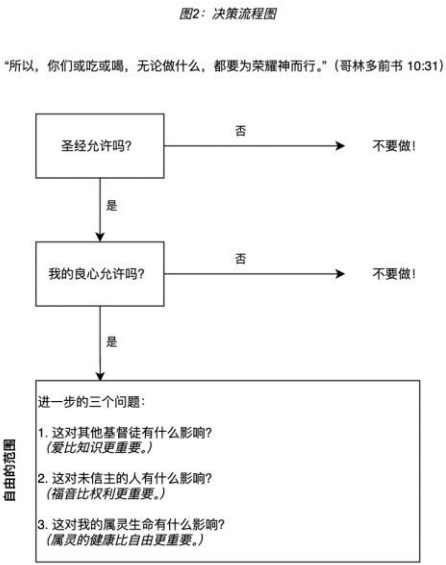 图2：决策流程图
“所以，你们或吃或喝，无论做什么，都要为荣耀神而行。”（哥林多前书 10:31）
圣经允许吗？
否
不要做！
是
我的良心允许吗？
否
不要做！
是
自由的范围
进一步的三个问题：
1. 这对其他基督徒有什么影响？
（爱比知识更重要。）
2. 这对未信主的人有什么影响？
（福音比权利更重要。）
3. 这对我的属灵生命有什么影响？
（属灵的健康比自由更重要。）